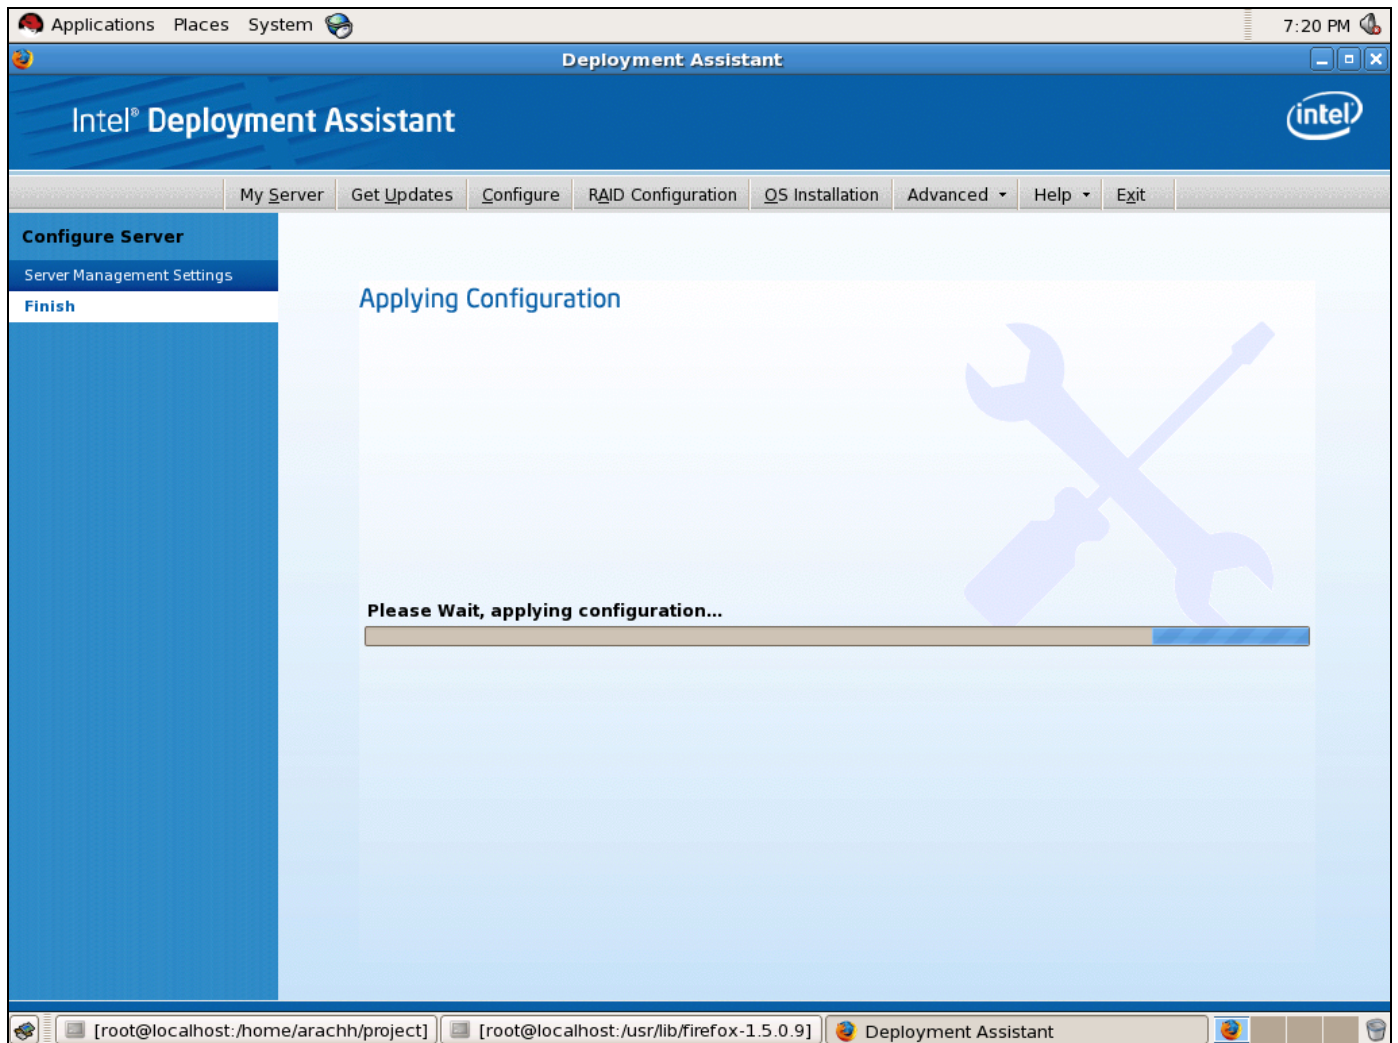 Applications Places System 7:20 PM
Deployment Assistant
Intel® Deployment Assistant
intel
My Server Get Updates Configure RAID Configuration OS Installation Advanced Help Exit
Configure Server
Server Management Settings
Finish
Applying Configuration
Please Wait, applying configuration...
[root@localhost:/home/arachh/project] [root@localhost:/usr/lib/firefox-1.5.0.9] Deployment Assistant